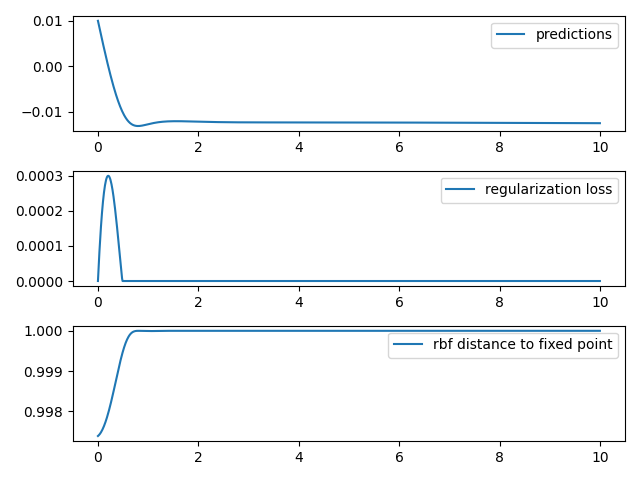 0.01
0.00
−0.01
predictions
0 2 4 6 8 10
0.0003
0.0002
0.0001
0.0000
regularization loss
0 2 4 6 8 10
1.000
0.999
0.998
rbf distance to fixed point
0 2 4 6 8 10